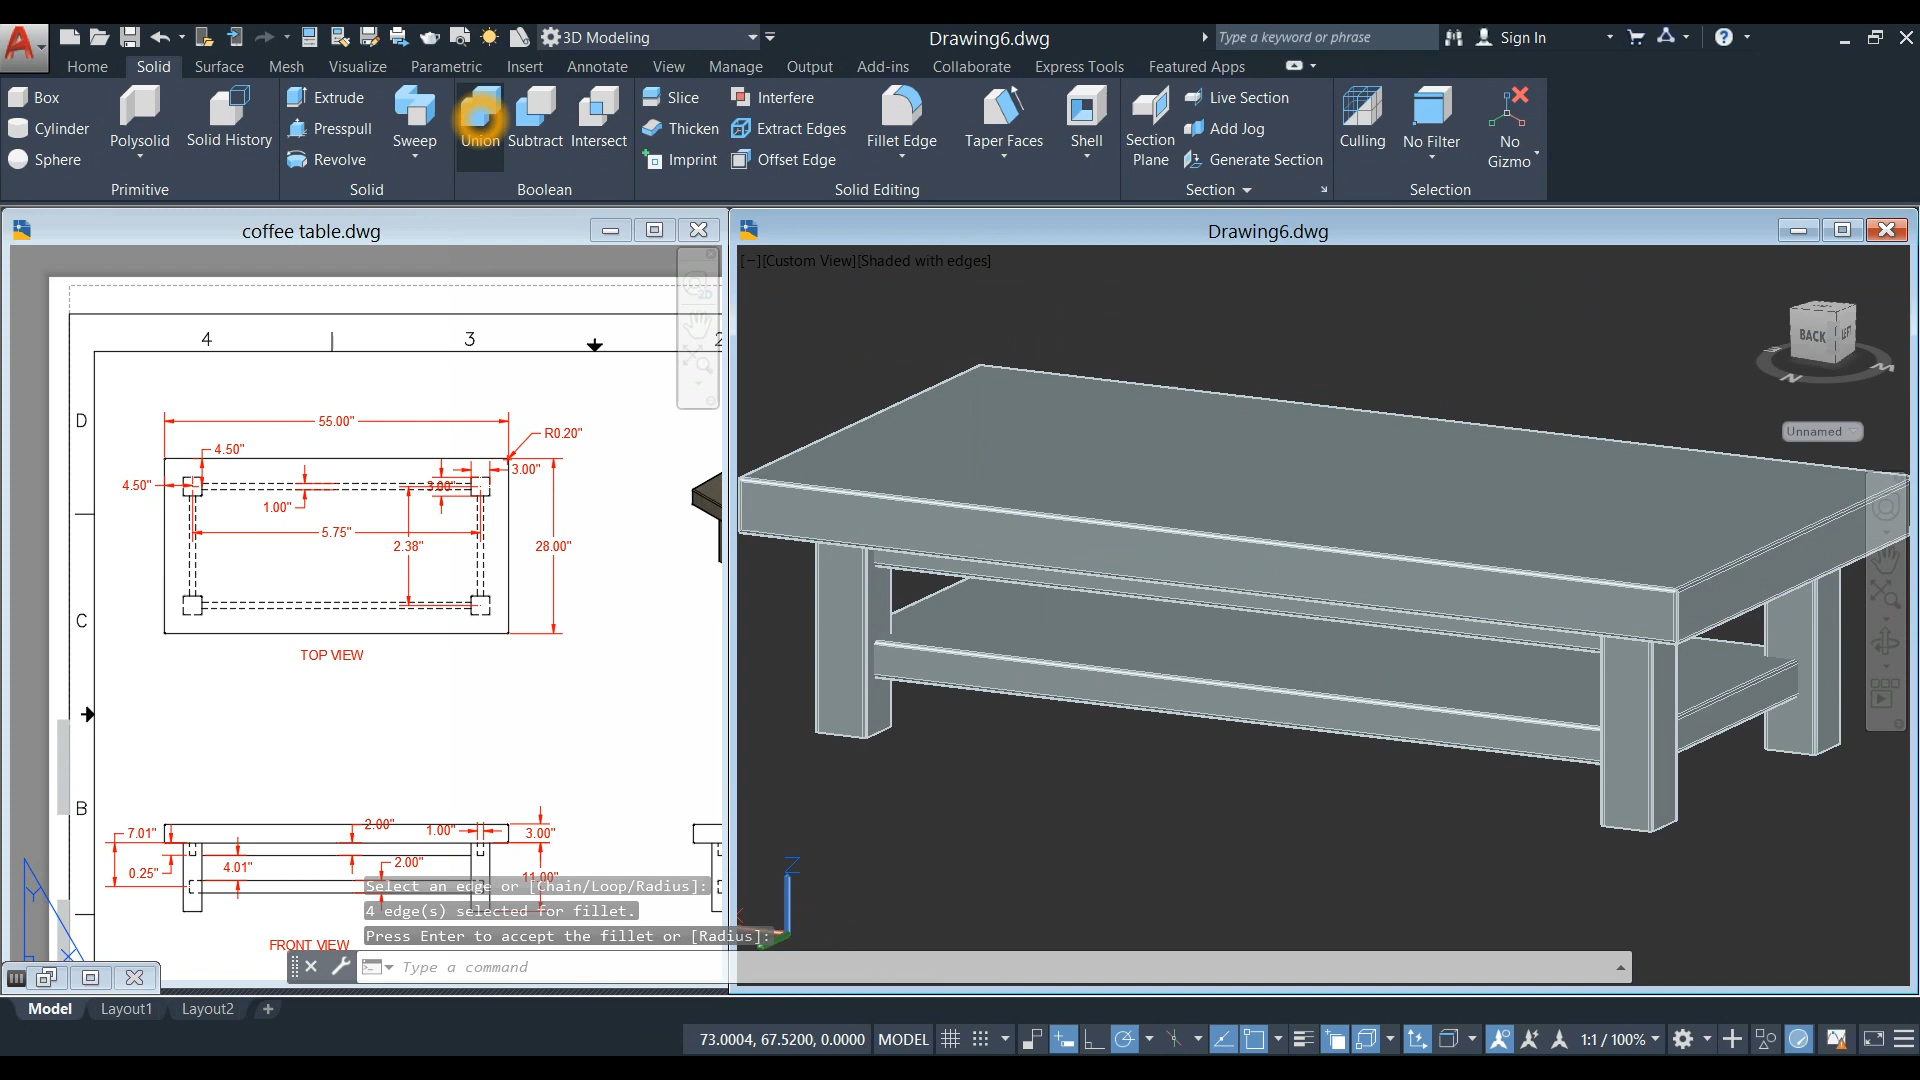 3D Modeling
Drawing6.dwg
Type a keyword or phrase
Sign In
Home Solid Surface Mesh Visualize Parametric Insert Annotate View Manage Output Add-ins Collaborate Express Tools Featured Apps
Box
Cylinder
Sphere
Polysolid
Solid History
Primitive
Extrude
Presspull
Revolve
Sweep
Solid
Union
Subtract
Intersect
Boolean
Slice
Thicken
Imprint
Interfere
Extract Edges
Offset Edge
Fillet Edge
Taper Faces
Shell
Solid Editing
Section
Plane
Live Section
Add Jog
Generate Section
Section
Culling
No Filter
No
Gizmo
Selection
coffee table.dwg
2D
4
3
2
D
C
B
55.00"
R0.20"
4.50"
3.00"
4.50"
3.00"
1.00"
5.75"
2.38"
28.00"
TOP VIEW
7.01"
2.00"
1.00"
3.00"
0.25"
4.01"
2.00"
11.00"
FRONT VIEW
Y
X
Drawing6.dwg
[−][Custom View][Shaded with edges]
BACK
LEFT
N
Unnamed
Z
Select an edge or [Chain/Loop/Radius]:
4 edge(s) selected for fillet.
Press Enter to accept the fillet or [Radius]:
Type a command
Model Layout1 Layout2
73.0004, 67.5200, 0.0000 MODEL
1:1 / 100%